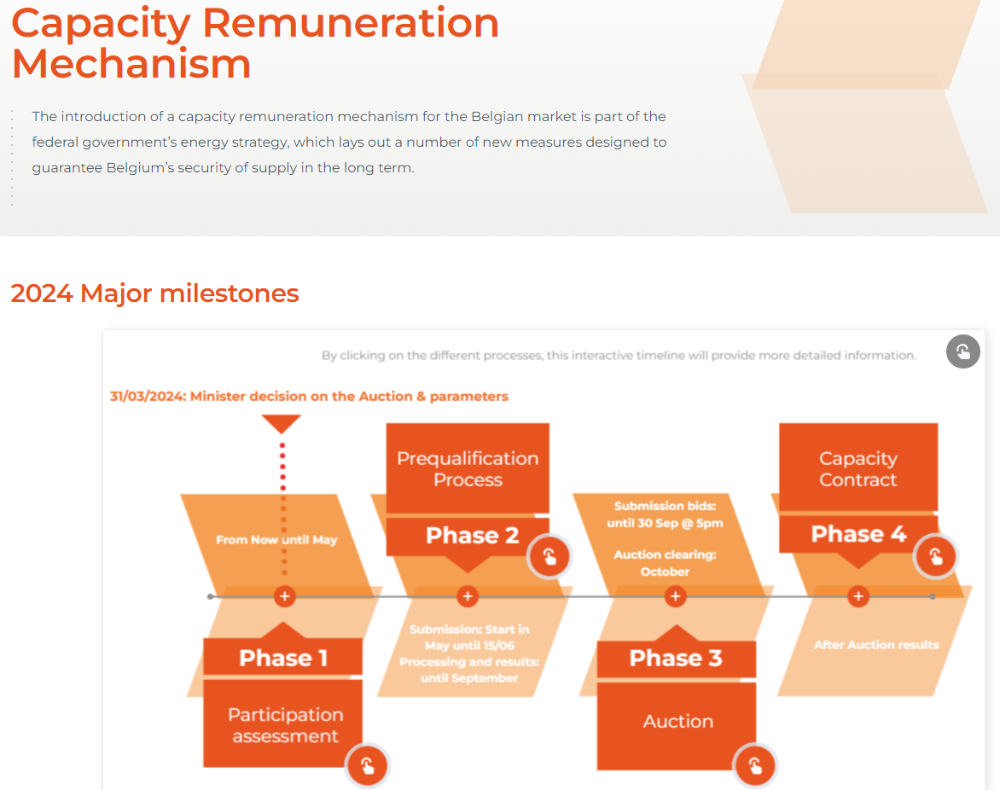 Capacity Remuneration
Mechanism
The introduction of a capacity remuneration mechanism for the Belgian market is part of the
federal government's energy strategy, which lays out a number of new measures designed to
guarantee Belgium's security of supply in the long term.
2024 Major milestones
By clicking on the different processes, this interactive timeline will provide more detailed information.
31/03/2024: Minister decision on the Auction & parameters
From Now until May
Phase 1
Participation
assessment
Prequalification
Process
Phase 2
Submission: Start in
May until 15/06
Processing and results:
until September
Submission bids:
until 30 Sep @ 5pm
Auction clearing:
October
Phase 3
Auction
Capacity
Contract
Phase 4
After Auction results